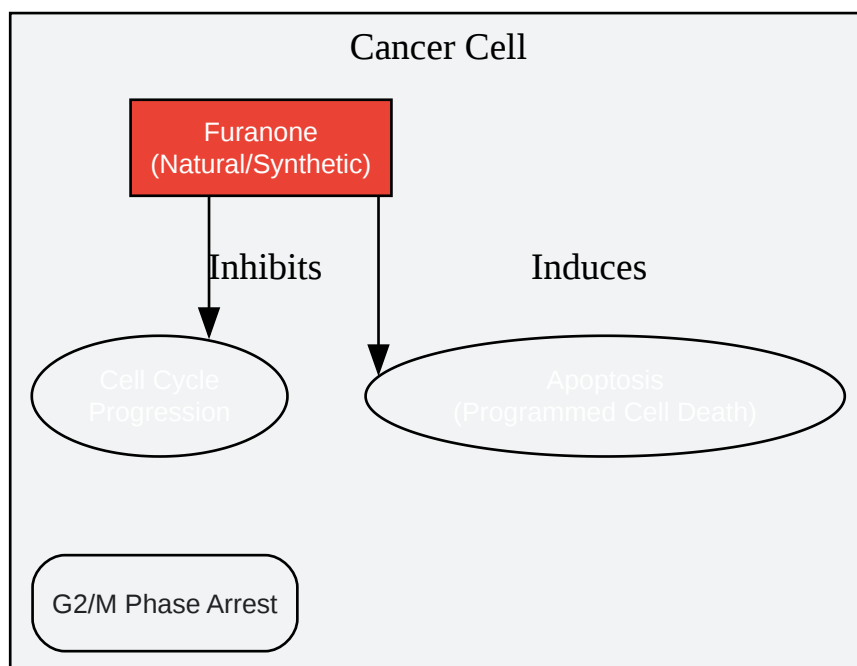 Cancer Cell
Furanone
(Natural/Synthetic)
Inhibits
Induces
Cell Cycle
Progression
Apoptosis
(Programmed Cell Death)
G2/M Phase Arrest